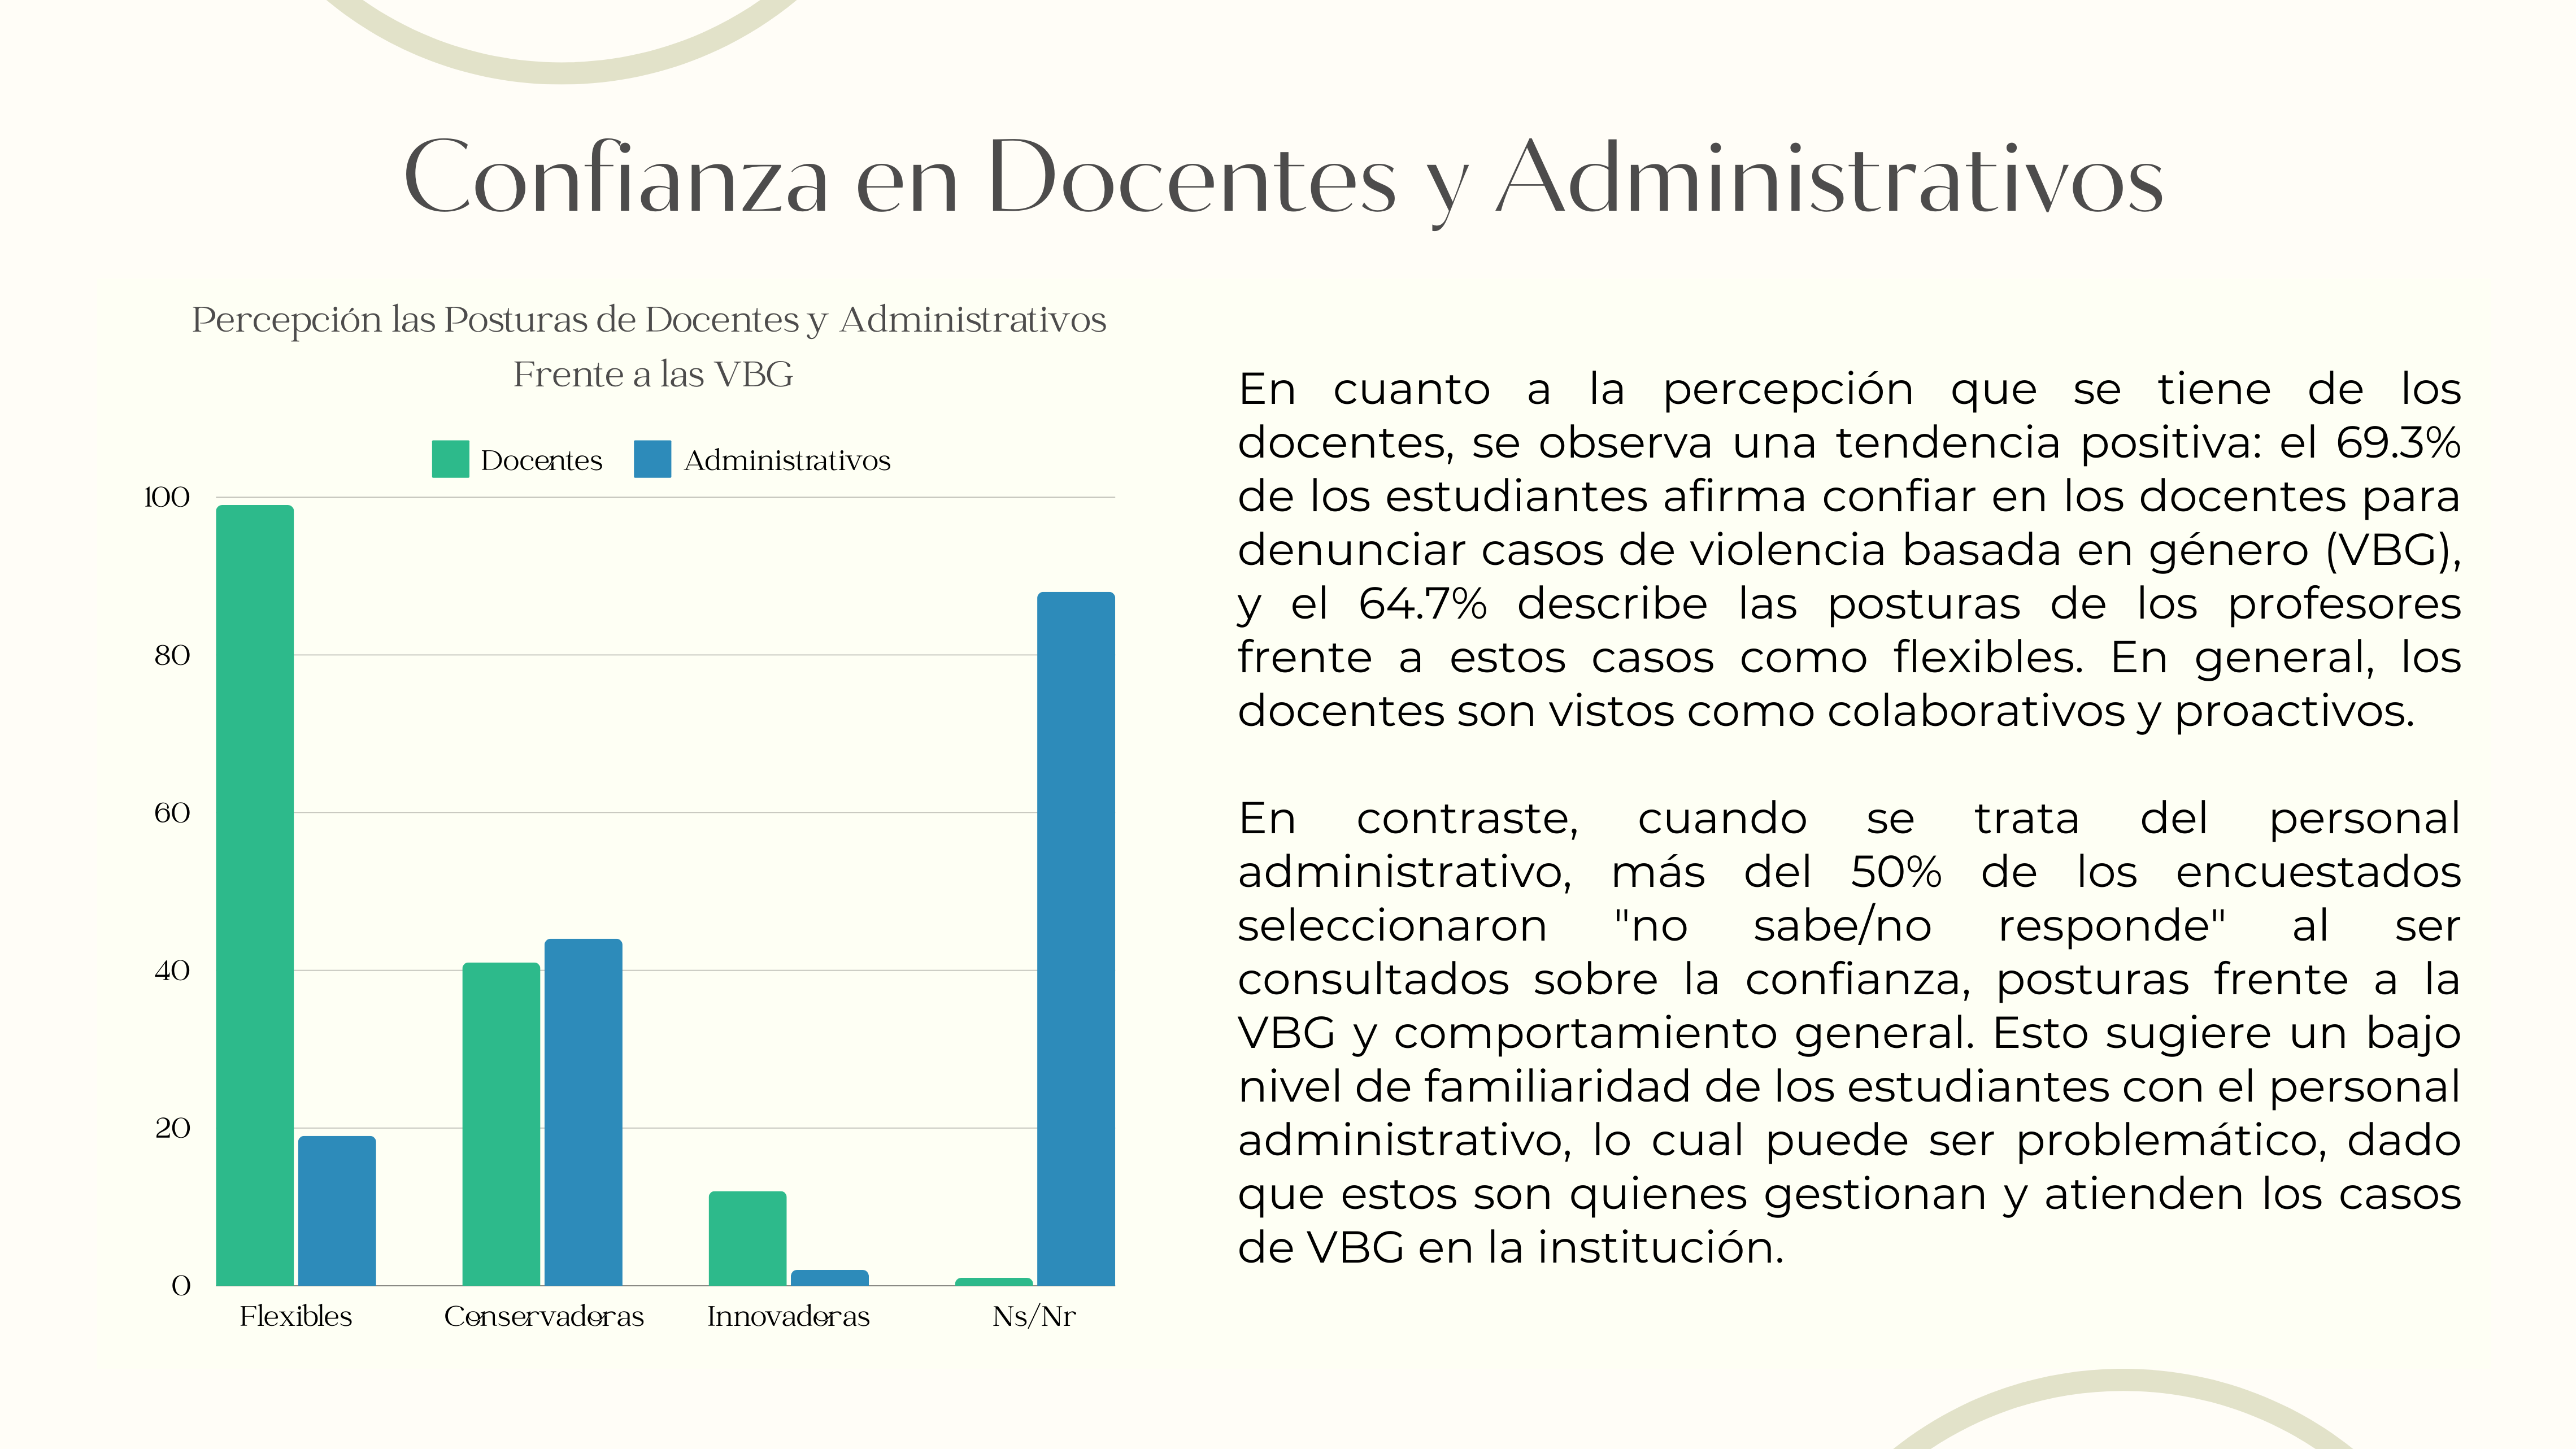 Confianza en Docentes y Administrativos
Percepción las Posturas de Docentes y Administrativos
Frente a las VBG
Docentes Administrativos
100
80
60
40
20
0
Flexibles Conservadoras Innovadoras Ns/Nr
En cuanto a la percepción que se tiene de los
docentes, se observa una tendencia positiva: el 69.3%
de los estudiantes afirma confiar en los docentes para
denunciar casos de violencia basada en género (VBG),
y el 64.7% describe las posturas de los profesores
frente a estos casos como flexibles. En general, los
docentes son vistos como colaborativos y proactivos.
En contraste, cuando se trata del personal
administrativo, más del 50% de los encuestados
seleccionaron "no sabe/no responde" al ser
consultados sobre la confianza, posturas frente a la
VBG y comportamiento general. Esto sugiere un bajo
nivel de familiaridad de los estudiantes con el personal
administrativo, lo cual puede ser problemático, dado
que estos son quienes gestionan y atienden los casos
de VBG en la institución.